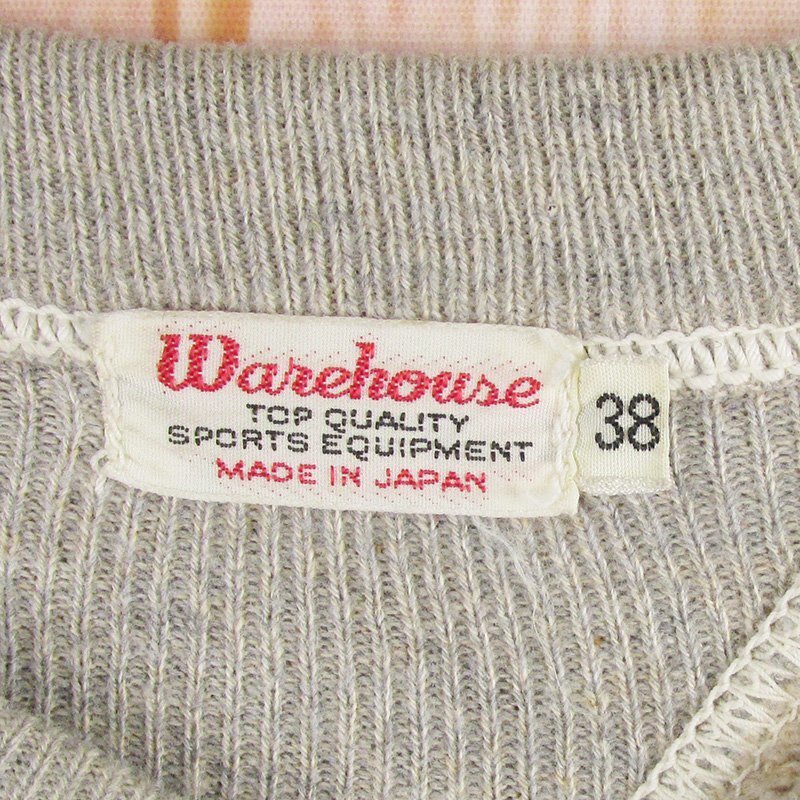 Warehouse
TOP QUALITY
SPORTS EQUIPMENT
MADE IN JAPAN
38